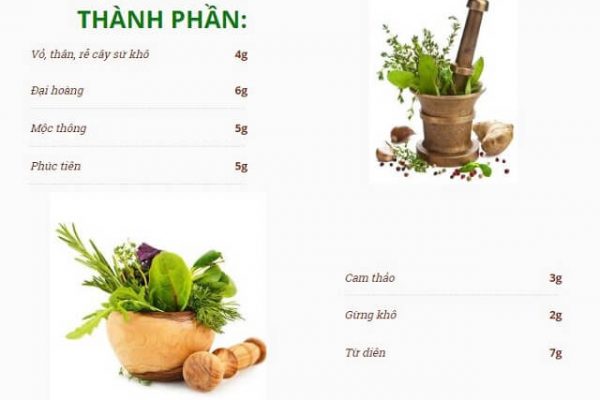 THÀNH PHẦN:
Vỏ, thân, rễ cây sứ khô 4g
Đại hoàng 6g
Mộc thông 5g
Phúc tiên 5g
Cam thảo 3g
Gừng khô 2g
Từ diên 7g